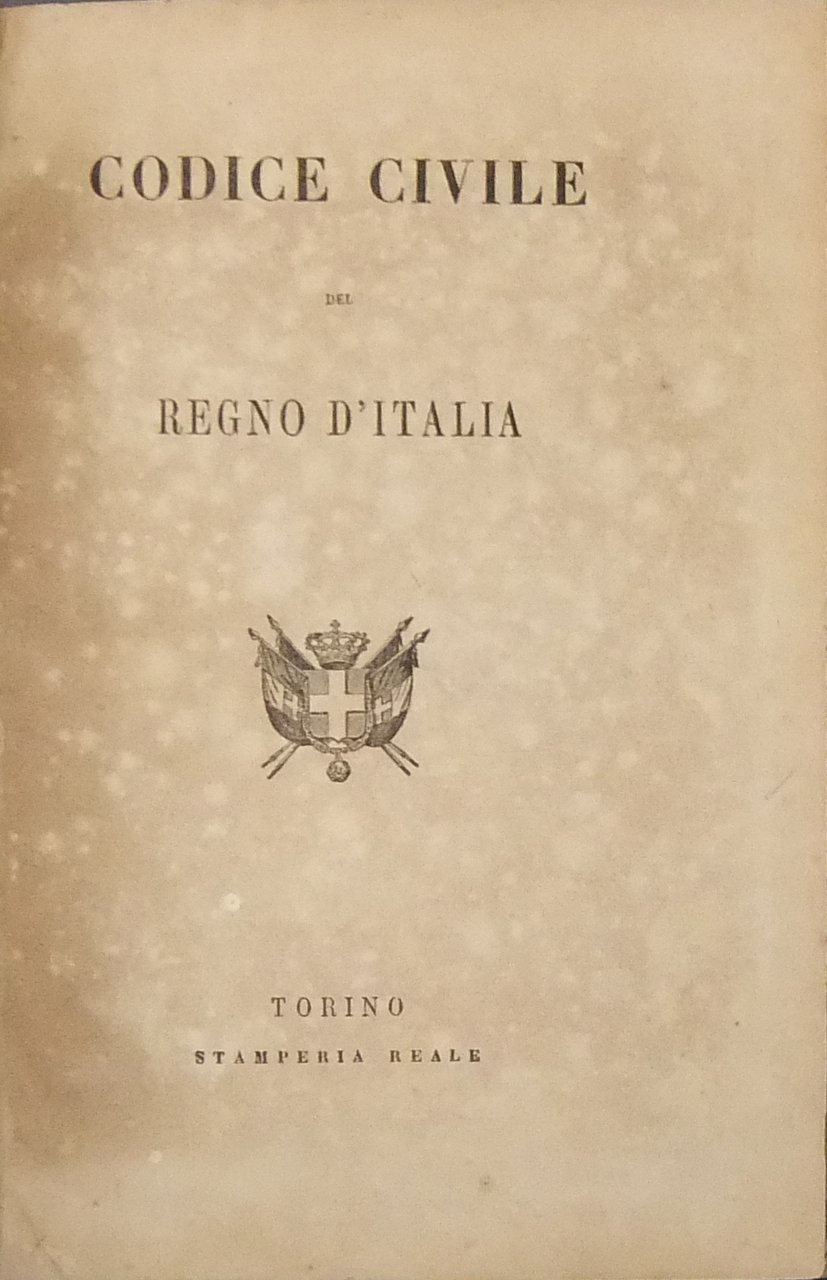 CODICE CIVILE
DEL
REGNO D'ITALIA
TORINO
STAMPERIA REALE